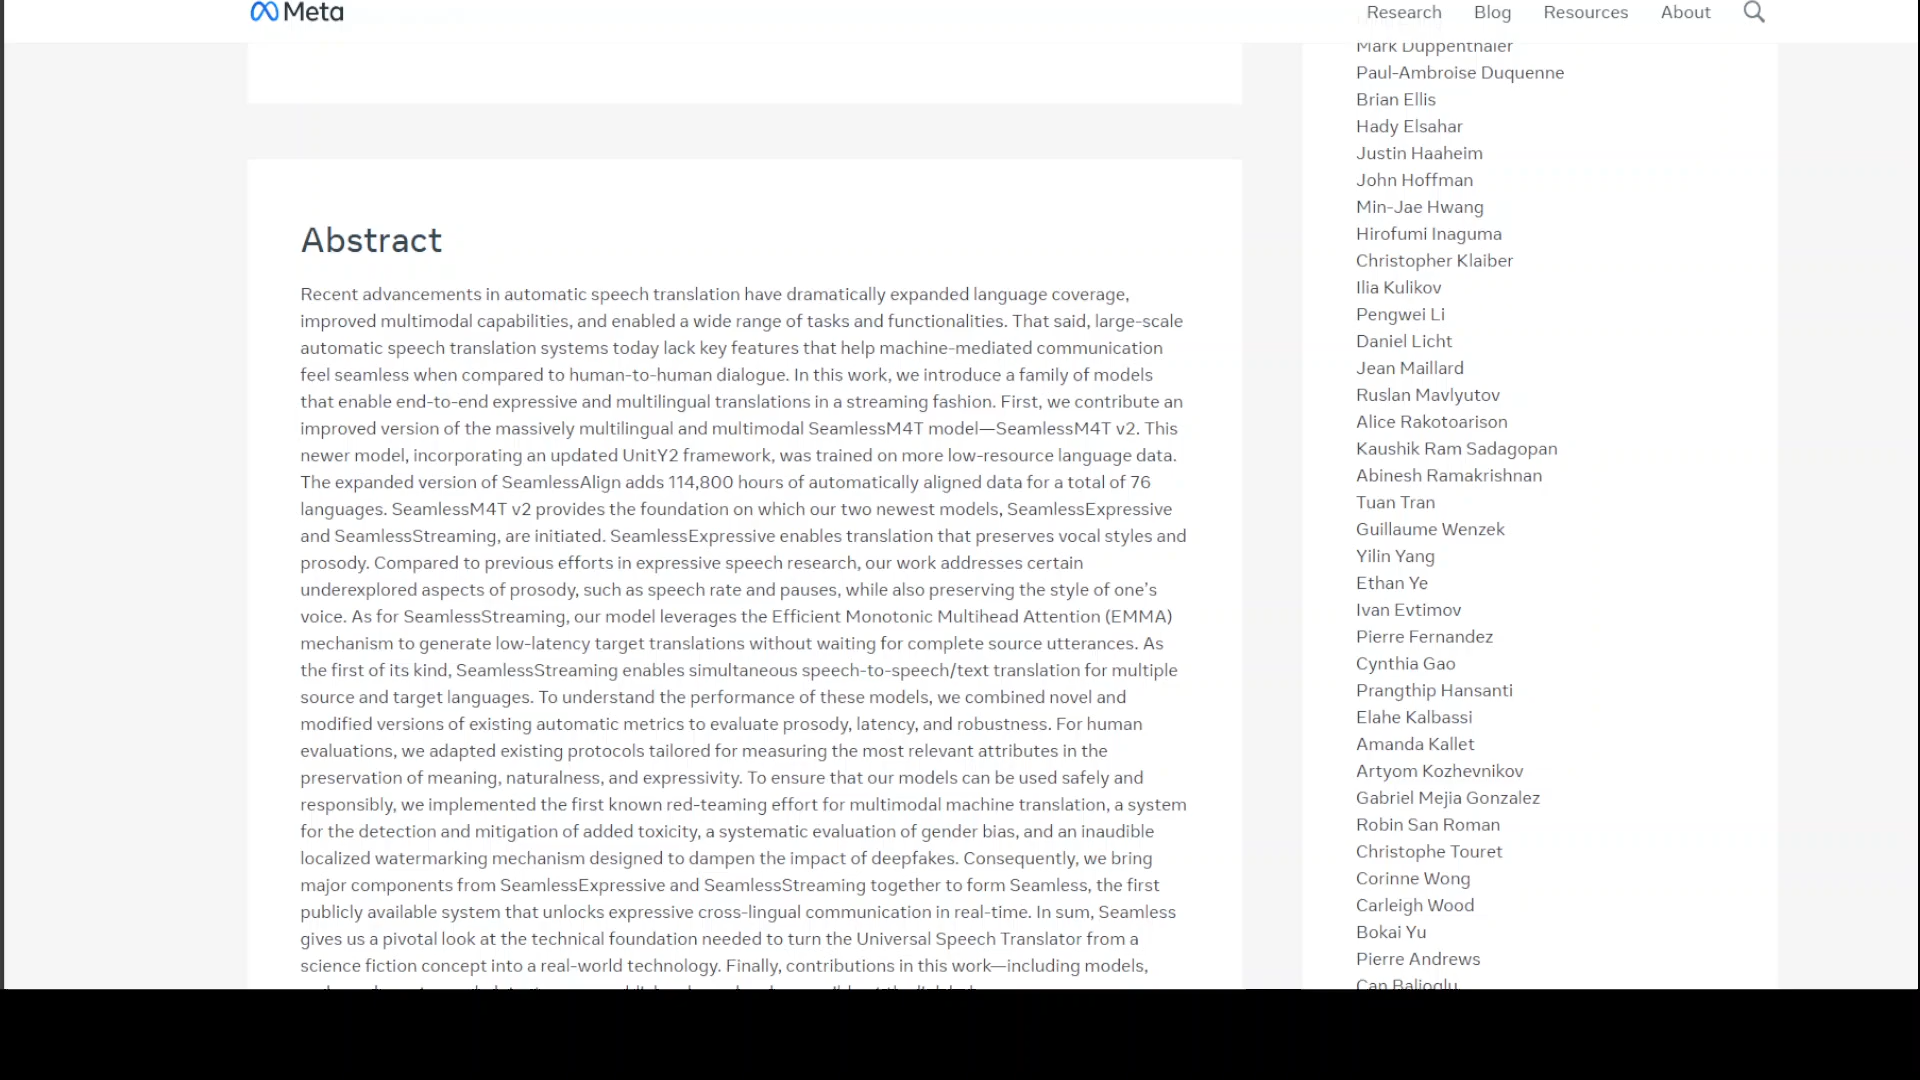 Meta
Research
Blog
Resources
About
Abstract
Recent advancements in automatic speech translation have dramatically expanded language coverage,
improved multimodal capabilities, and enabled a wide range of tasks and functionalities. That said, large-scale
automatic speech translation systems today lack key features that help machine-mediated communication
feel seamless when compared to human-to-human dialogue. In this work, we introduce a family of models
that enable end-to-end expressive and multilingual translations in a streaming fashion. First, we contribute an
improved version of the massively multilingual and multimodal SeamlessM4T model—SeamlessM4T v2. This
newer model, incorporating an updated UnitY2 framework, was trained on more low-resource language data.
The expanded version of SeamlessAlign adds 114,800 hours of automatically aligned data for a total of 76
languages. SeamlessM4T v2 provides the foundation on which our two newest models, SeamlessExpressive
and SeamlessStreaming, are initiated. SeamlessExpressive enables translation that preserves vocal styles and
prosody. Compared to previous efforts in expressive speech research, our work addresses certain
underexplored aspects of prosody, such as speech rate and pauses, while also preserving the style of one’s
voice. As for SeamlessStreaming, our model leverages the Efficient Monotonic Multihead Attention (EMMA)
mechanism to generate low-latency target translations without waiting for complete source utterances. As
the first of its kind, SeamlessStreaming enables simultaneous speech-to-speech/text translation for multiple
source and target languages. To understand the performance of these models, we combined novel and
modified versions of existing automatic metrics to evaluate prosody, latency, and robustness. For human
evaluations, we adapted existing protocols tailored for measuring the most relevant attributes in the
preservation of meaning, naturalness, and expressivity. To ensure that our models can be used safely and
responsibly, we implemented the first known red-teaming effort for multimodal machine translation, a system
for the detection and mitigation of added toxicity, a systematic evaluation of gender bias, and an inaudible
localized watermarking mechanism designed to dampen the impact of deepfakes. Consequently, we bring
major components from SeamlessExpressive and SeamlessStreaming together to form Seamless, the first
publicly available system that unlocks expressive cross-lingual communication in real-time. In sum, Seamless
gives us a pivotal look at the technical foundation needed to turn the Universal Speech Translator from a
science fiction concept into a real-world technology. Finally, contributions in this work—including models,
Mark Duppenthaler
Paul-Ambroise Duquenne
Brian Ellis
Hady Elsahar
Justin Haaheim
John Hoffman
Min-Jae Hwang
Hirofumi Inaguma
Christopher Klaiber
Ilia Kulikov
Pengwei Li
Daniel Licht
Jean Maillard
Ruslan Mavlyutov
Alice Rakotoarison
Kaushik Ram Sadagopan
Abinesh Ramakrishnan
Tuan Tran
Guillaume Wenzek
Yilin Yang
Ethan Ye
Ivan Evtimov
Pierre Fernandez
Cynthia Gao
Prangthip Hansanti
Elahe Kalbassi
Amanda Kallet
Artyom Kozhevnikov
Gabriel Mejia Gonzalez
Robin San Roman
Christophe Touret
Corinne Wong
Carleigh Wood
Bokai Yu
Pierre Andrews
Can Balioglu